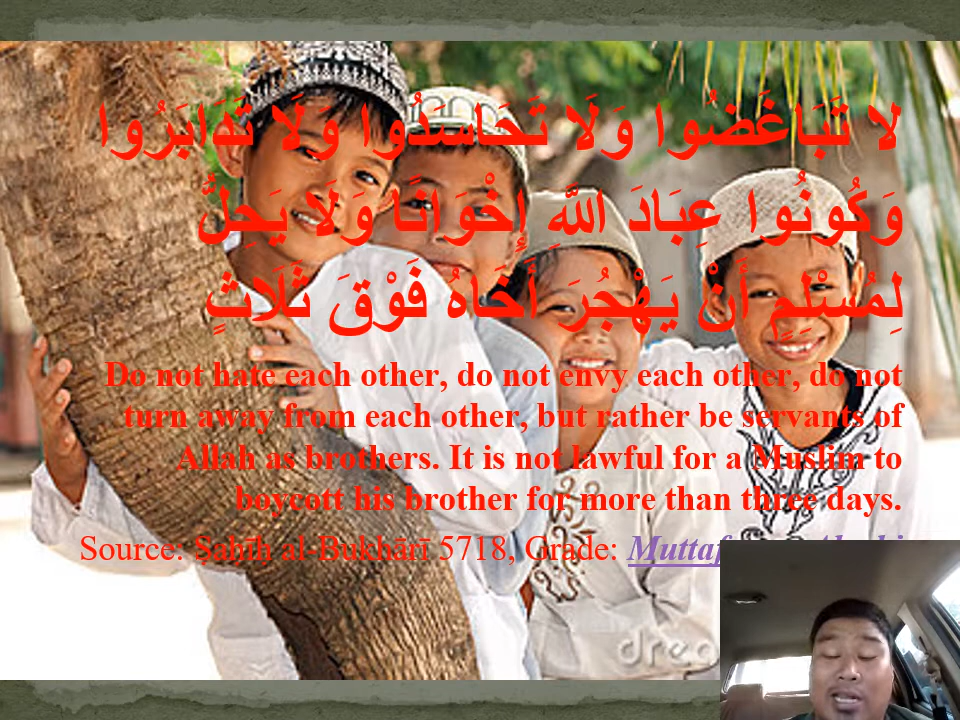 لا تَبَاغَضُوا وَلَا تَحَاسَدُوا وَلَا تَدَابَرُوا
وَكُونُوا عِبَادَ اللَّهِ إِخْوَانًا وَلَا يَحِلُّ
لِمُسْلِمٍ أَنْ يَهْجُرَ أَخَاهُ فَوْقَ ثَلَاثٍ
Do not hate each other, do not envy each other, do not
turn away from each other, but rather be servants of
Allah as brothers. It is not lawful for a Muslim to
boycott his brother for more than three days.
Source: Ṣaḥīḥ al-Bukhārī 5718, Grade: